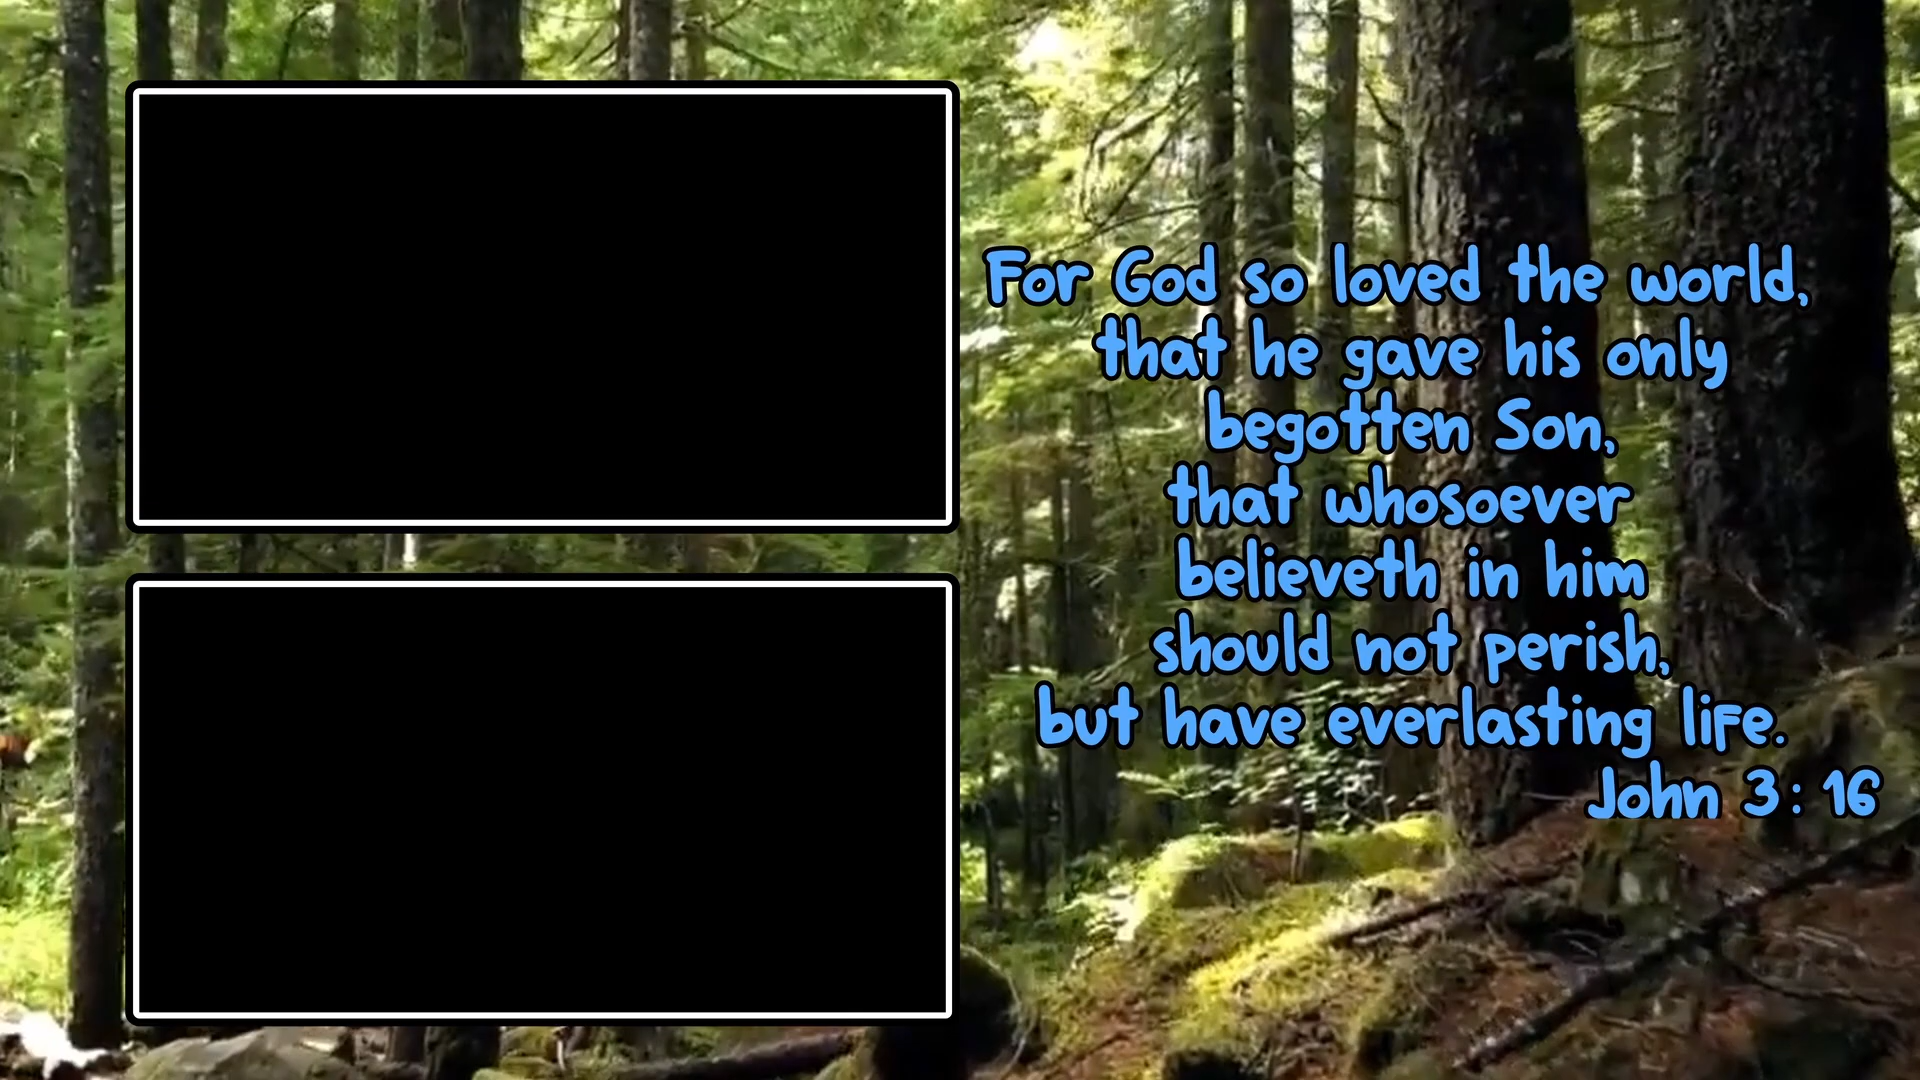 For God so loved the world,
that he gave his only
begotten Son,
that whosoever
believeth in him
should not perish,
but have everlasting life.
John 3 : 16